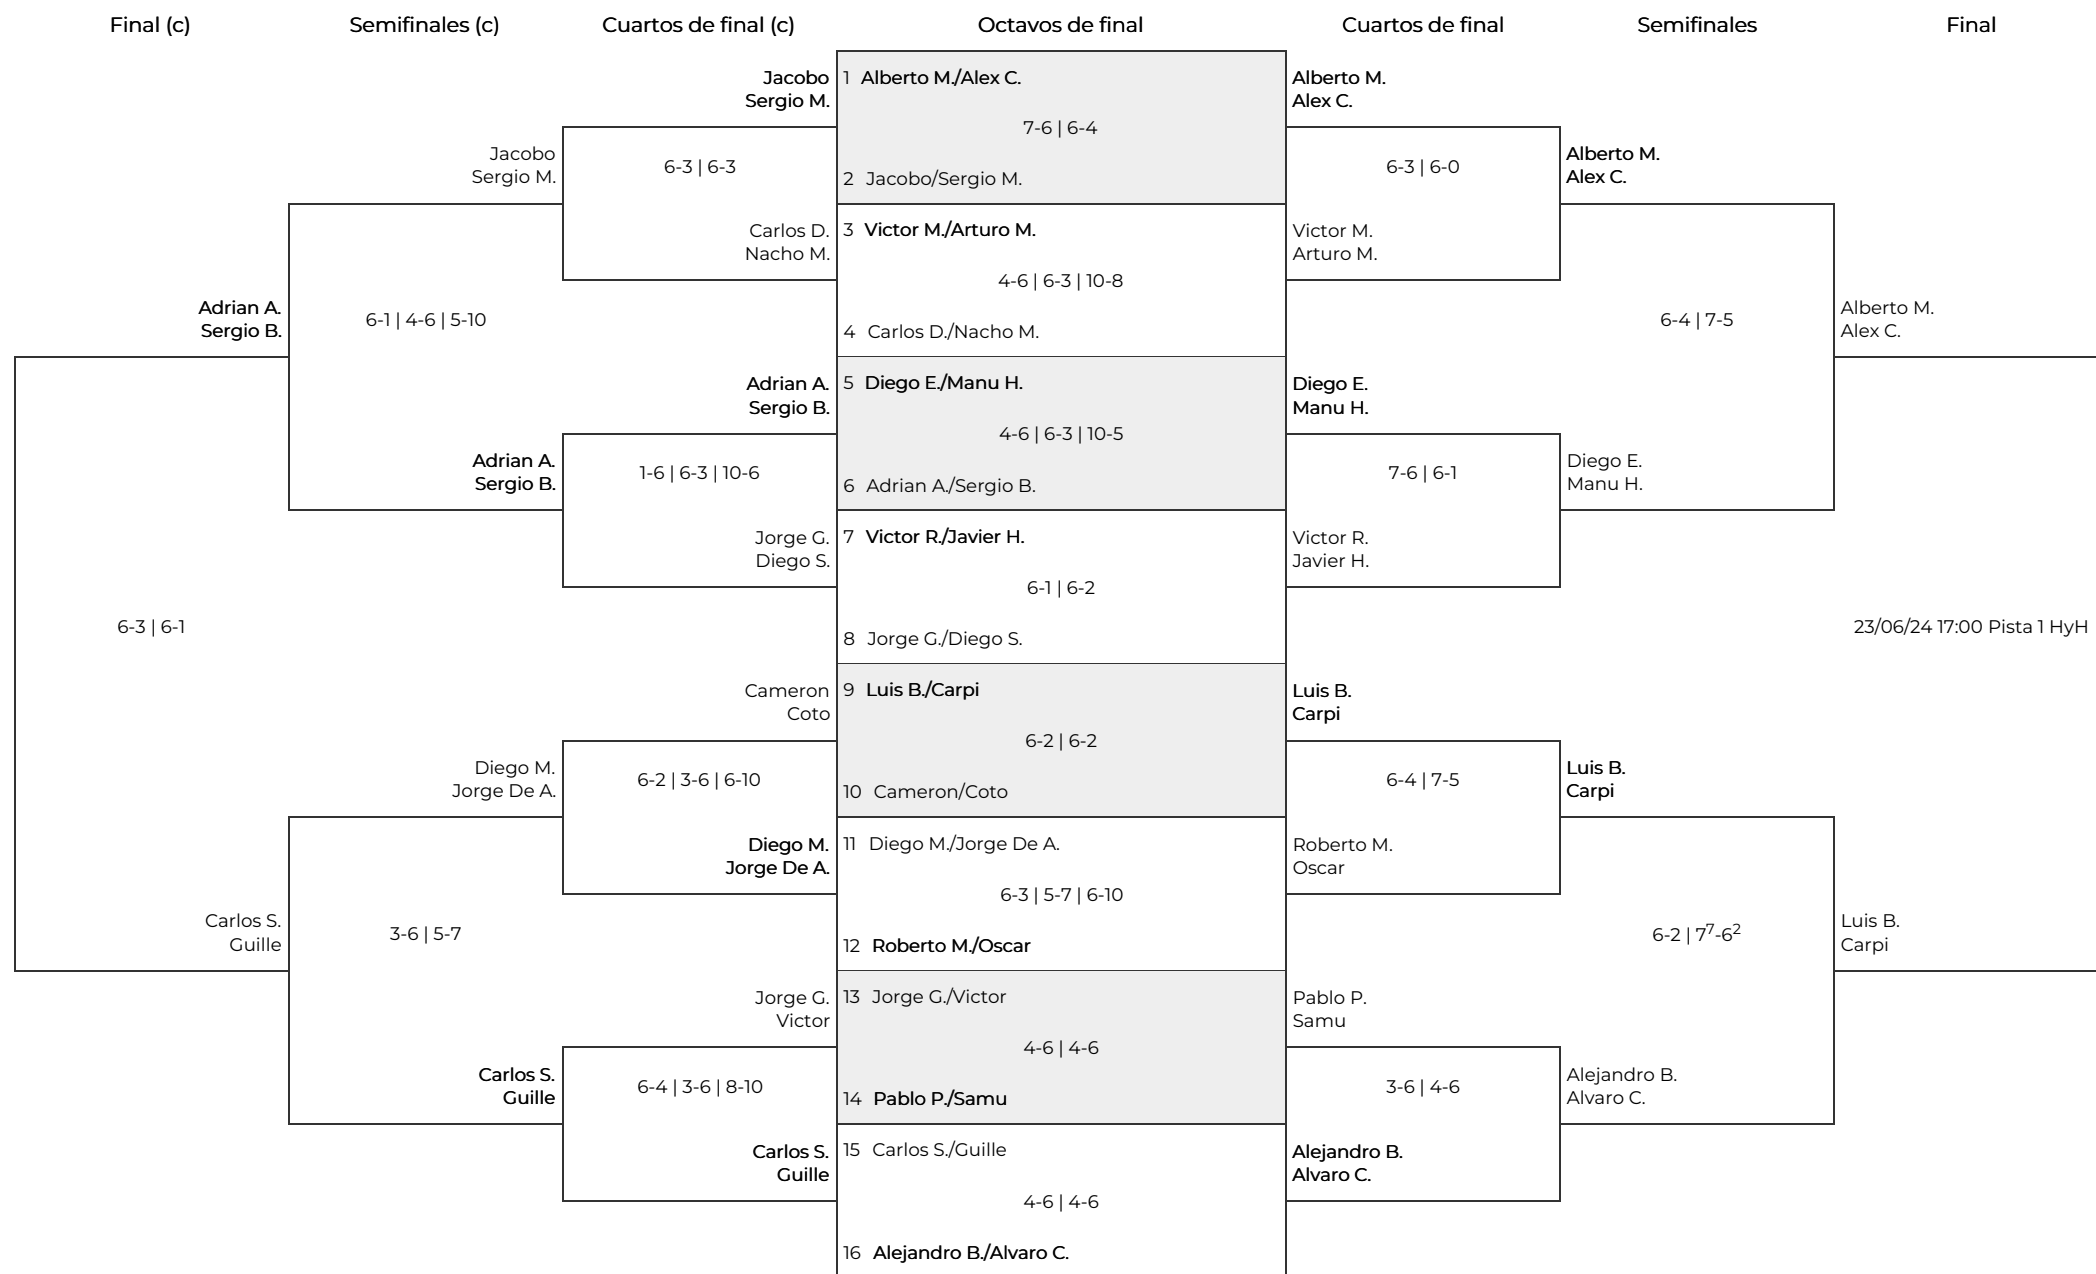 Final (c)
Semifinales (c)
Cuartos de final (c)
Octavos de final
Cuartos de final
Semifinales
Final
Adrian A.
Sergio B.
6-3 | 6-1
Carlos S.
Guille
Jacobo
Sergio M.
6-1 | 4-6 | 5-10
Adrian A.
Sergio B.
Diego M.
Jorge De A.
3-6 | 5-7
Carlos S.
Guille
Jacobo
Sergio M.
6-3 | 6-3
Carlos D.
Nacho M.
Adrian A.
Sergio B.
1-6 | 6-3 | 10-6
Jorge G.
Diego S.
Cameron
Coto
6-2 | 3-6 | 6-10
Diego M.
Jorge De A.
Jorge G.
Victor
6-4 | 3-6 | 8-10
Carlos S.
Guille
1 Alberto M./Alex C.
7-6 | 6-4
2 Jacobo/Sergio M.
3 Victor M./Arturo M.
4-6 | 6-3 | 10-8
4 Carlos D./Nacho M.
5 Diego E./Manu H.
4-6 | 6-3 | 10-5
6 Adrian A./Sergio B.
7 Victor R./Javier H.
6-1 | 6-2
8 Jorge G./Diego S.
9 Luis B./Carpi
6-2 | 6-2
10 Cameron/Coto
11 Diego M./Jorge De A.
6-3 | 5-7 | 6-10
12 Roberto M./Oscar
13 Jorge G./Victor
4-6 | 4-6
14 Pablo P./Samu
15 Carlos S./Guille
4-6 | 4-6
16 Alejandro B./Alvaro C.
Alberto M.
Alex C.
6-3 | 6-0
Victor M.
Arturo M.
Diego E.
Manu H.
7-6 | 6-1
Victor R.
Javier H.
Luis B.
Carpi
6-4 | 7-5
Roberto M.
Oscar
Pablo P.
Samu
3-6 | 4-6
Alejandro B.
Alvaro C.
Alberto M.
Alex C.
6-4 | 7-5
Diego E.
Manu H.
Luis B.
Carpi
6-2 | 7⁷-6²
Alejandro B.
Alvaro C.
Alberto M.
Alex C.
23/06/24 17:00 Pista 1 HyH
Luis B.
Carpi